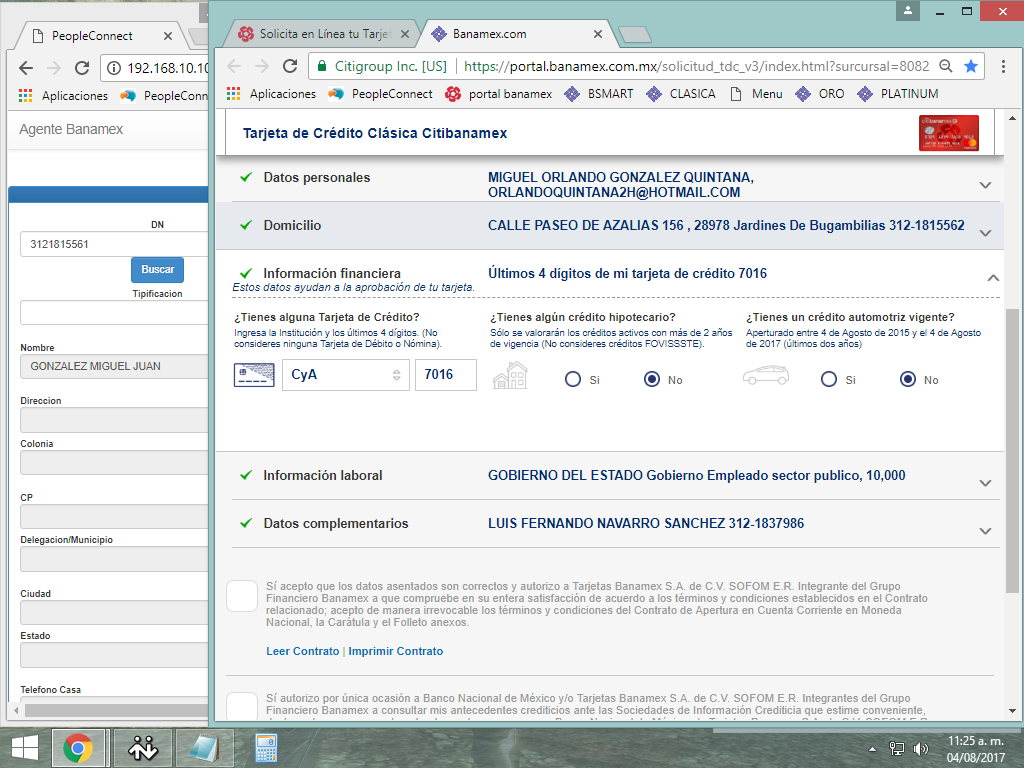 PeopleConnect
192.168.10.10
Aplicaciones
PeopleConn
Agente Banamex
DN
3121815561
Buscar
Tipificacion
Nombre
GONZALEZ MIGUEL JUAN
Direccion
Colonia
CP
Delegacion/Municipio
Ciudad
Estado
Telefono Casa
Solicita en Línea tu Tarje
Banamex.com
Citigroup Inc. [US]
https://portal.banamex.com.mx/solicitud_tdc_v3/index.html?surcursal=8082
Aplicaciones
PeopleConnect
portal banamex
BSMART
CLASICA
Menu
ORO
PLATINUM
Tarjeta de Crédito Clásica Citibanamex
Datos personales
MIGUEL ORLANDO GONZALEZ QUINTANA,
ORLANDOQUINTANA2H@HOTMAIL.COM
Domicilio
CALLE PASEO DE AZALIAS 156 , 28978 Jardines De Bugambilias 312-1815562
Información financiera
Últimos 4 dígitos de mi tarjeta de crédito 7016
Estos datos ayudan a la aprobación de tu tarjeta.
¿Tienes alguna Tarjeta de Crédito?
Ingresa la Institución y los últimos 4 dígitos. (No
consideres ninguna Tarjeta de Débito o Nómina).
CyA
7016
¿Tienes algún crédito hipotecario?
Sólo se valorarán los créditos activos con más de 2 años
de vigencia (No consideres créditos FOVISSSTE).
Si
No
¿Tienes un crédito automotriz vigente?
Aperturado entre 4 de Agosto de 2015 y el 4 de Agosto
de 2017 (últimos dos años)
Si
No
Información laboral
GOBIERNO DEL ESTADO Gobierno Empleado sector publico, 10,000
Datos complementarios
LUIS FERNANDO NAVARRO SANCHEZ 312-1837986
Sí acepto que los datos asentados son correctos y autorizo a Tarjetas Banamex S.A. de C.V. SOFOM E.R. Integrante del Grupo
Financiero Banamex a que compruebe en su entera satisfacción de acuerdo a los términos y condiciones establecidos en el Contrato
relacionado; acepto de manera irrevocable los términos y condiciones del Contrato de Apertura en Cuenta Corriente en Moneda
Nacional, la Carátula y el Folleto anexos.
Leer Contrato | Imprimir Contrato
Sí autorizo por única ocasión a Banco Nacional de México y/o Tarjetas Banamex S.A. de C.V. SOFOM E.R. Integrantes del Grupo
Financiero Banamex a consultar mis antecedentes crediticios ante las Sociedades de Información Crediticia que estime conveniente,
11:25 a. m.
04/08/2017